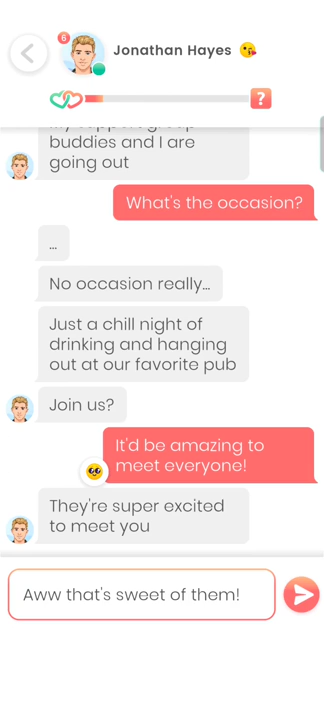 6
Jonathan Hayes
?
buddies and I are
going out
What's the occasion?
...
No occasion really...
Just a chill night of
drinking and hanging
out at our favorite pub
Join us?
It'd be amazing to
meet everyone!
They're super excited
to meet you
Aww that's sweet of them!